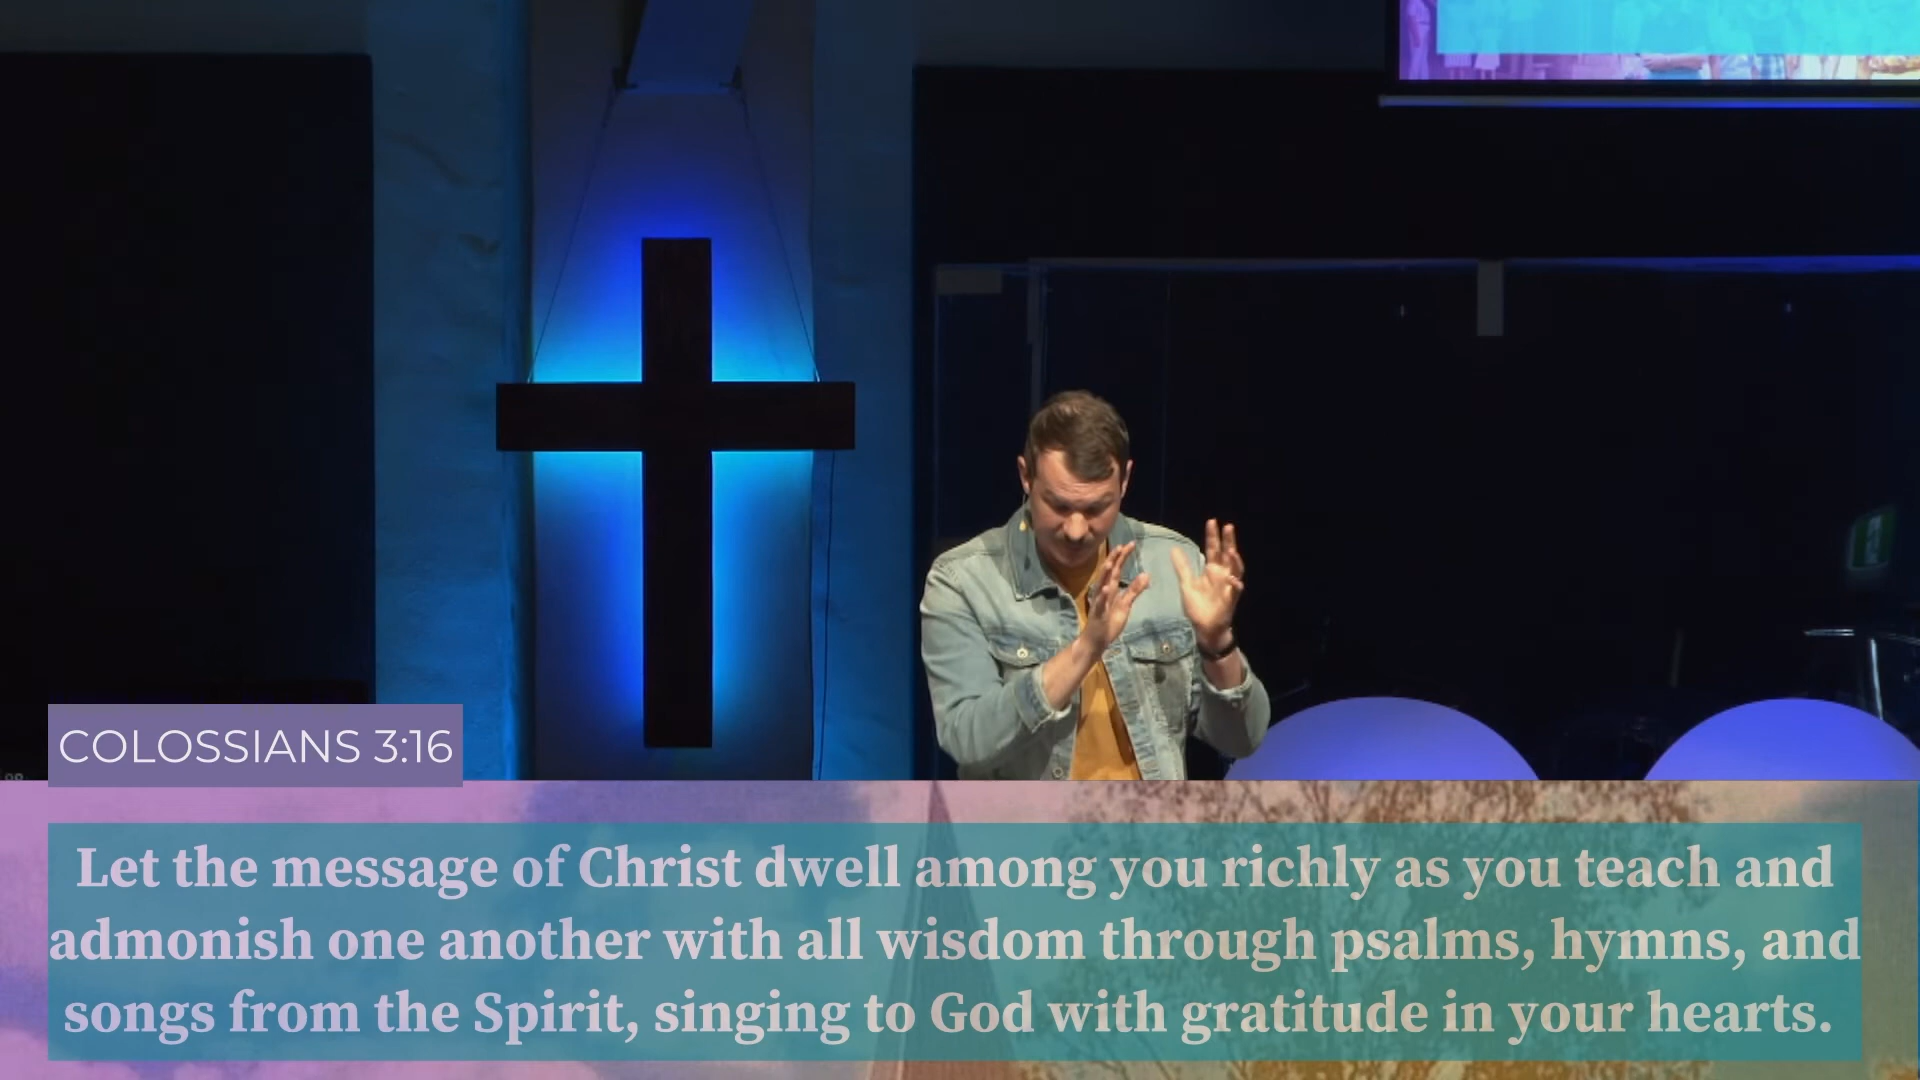 COLOSSIANS 3:16
Let the message of Christ dwell among you richly as you teach and
admonish one another with all wisdom through psalms, hymns, and
songs from the Spirit, singing to God with gratitude in your hearts.